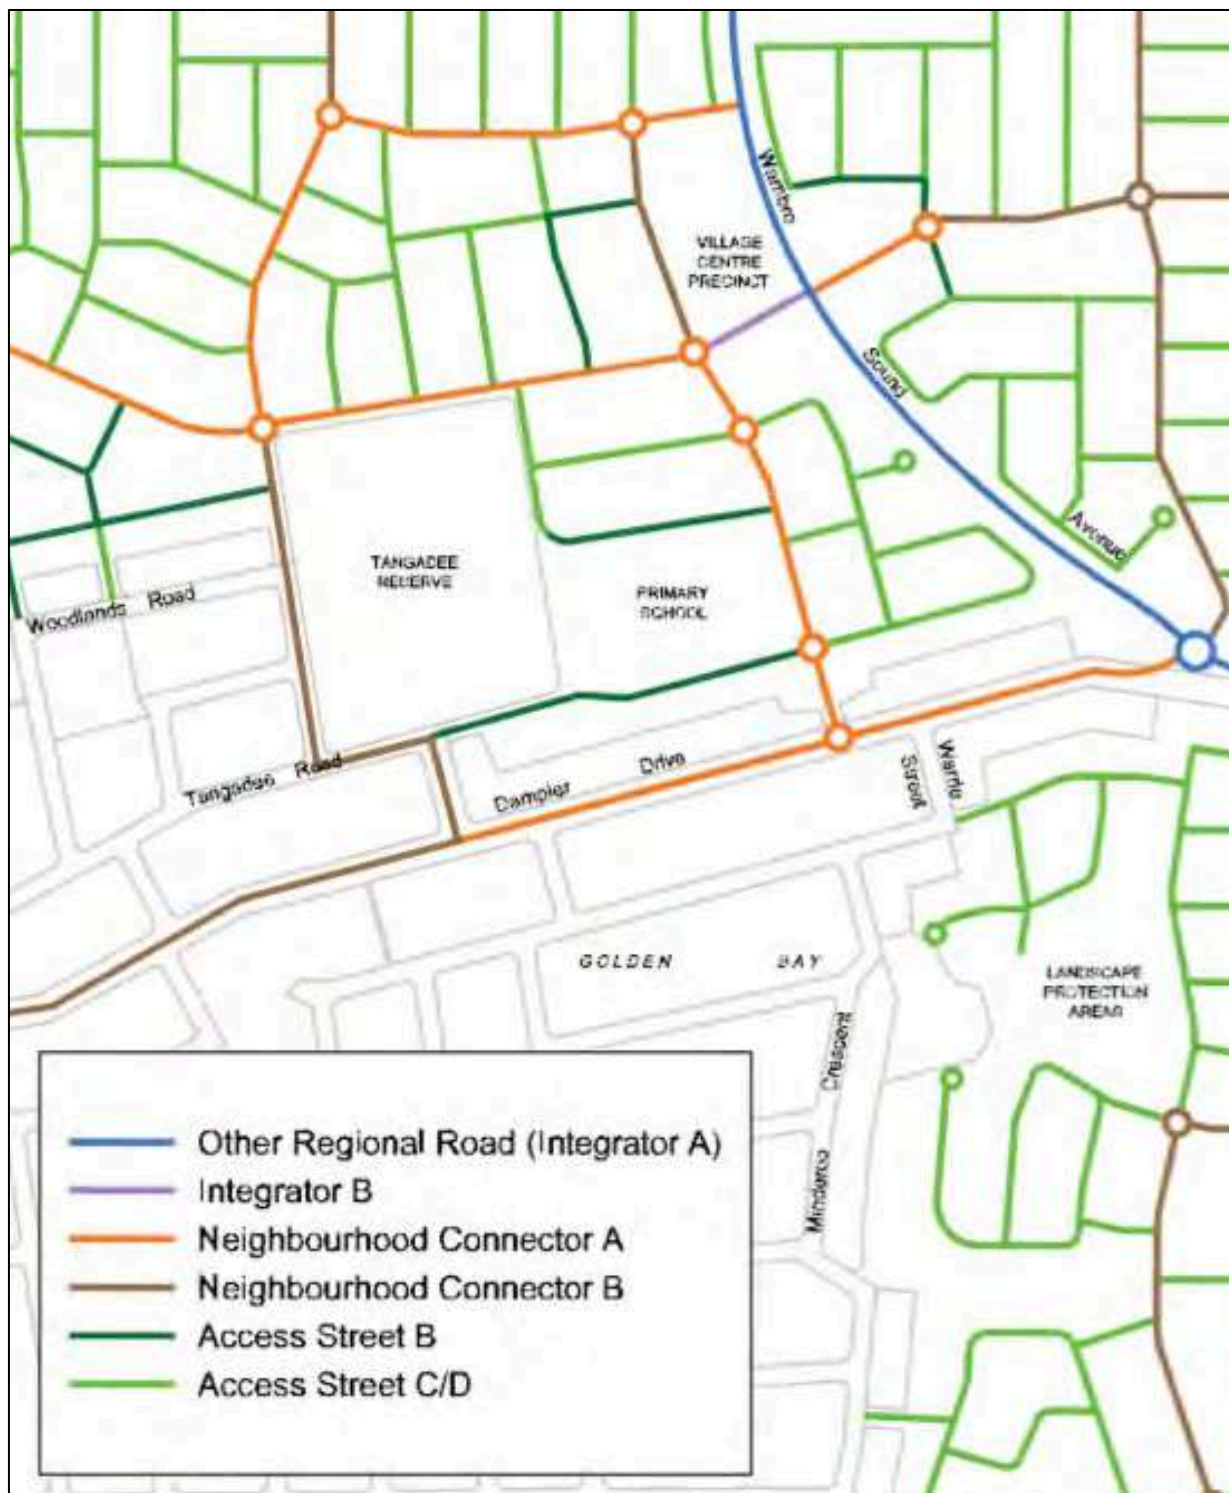 Warnbro
VILLAGE
CENTRE
PRECINCT
Sound
Avenue
TANGADEE
RESERVE
PRIMARY
SCHOOL
Woodlands Road
Tangadee Road
Dampier Drive
Warrie
Street
GOLDEN BAY
LANDSCAPE
PROTECTION
AREAS
Minderoo Crescent
Other Regional Road (Integrator A)
Integrator B
Neighbourhood Connector A
Neighbourhood Connector B
Access Street B
Access Street C/D